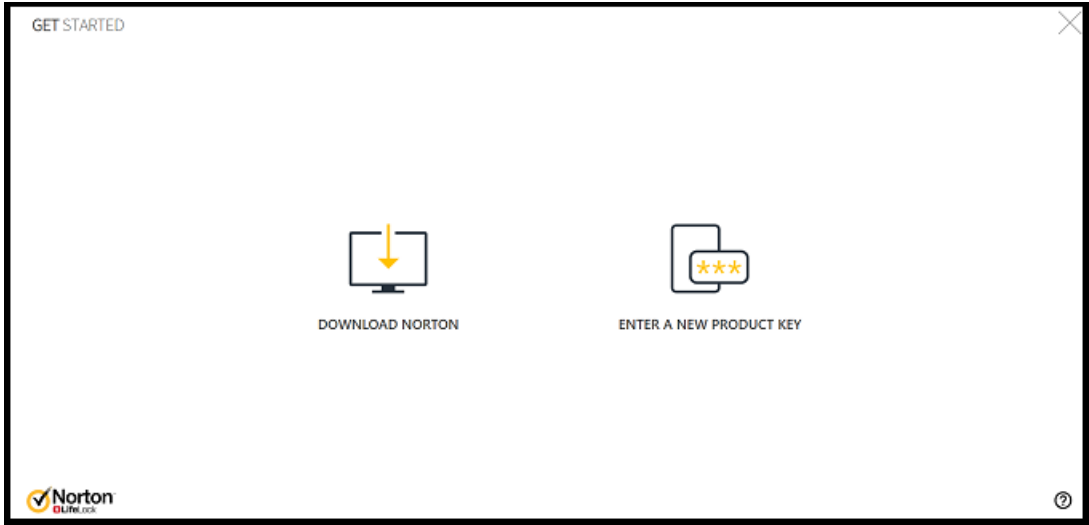 GET STARTED
***
DOWNLOAD NORTON
ENTER A NEW PRODUCT KEY
Norton
LifeLock
?